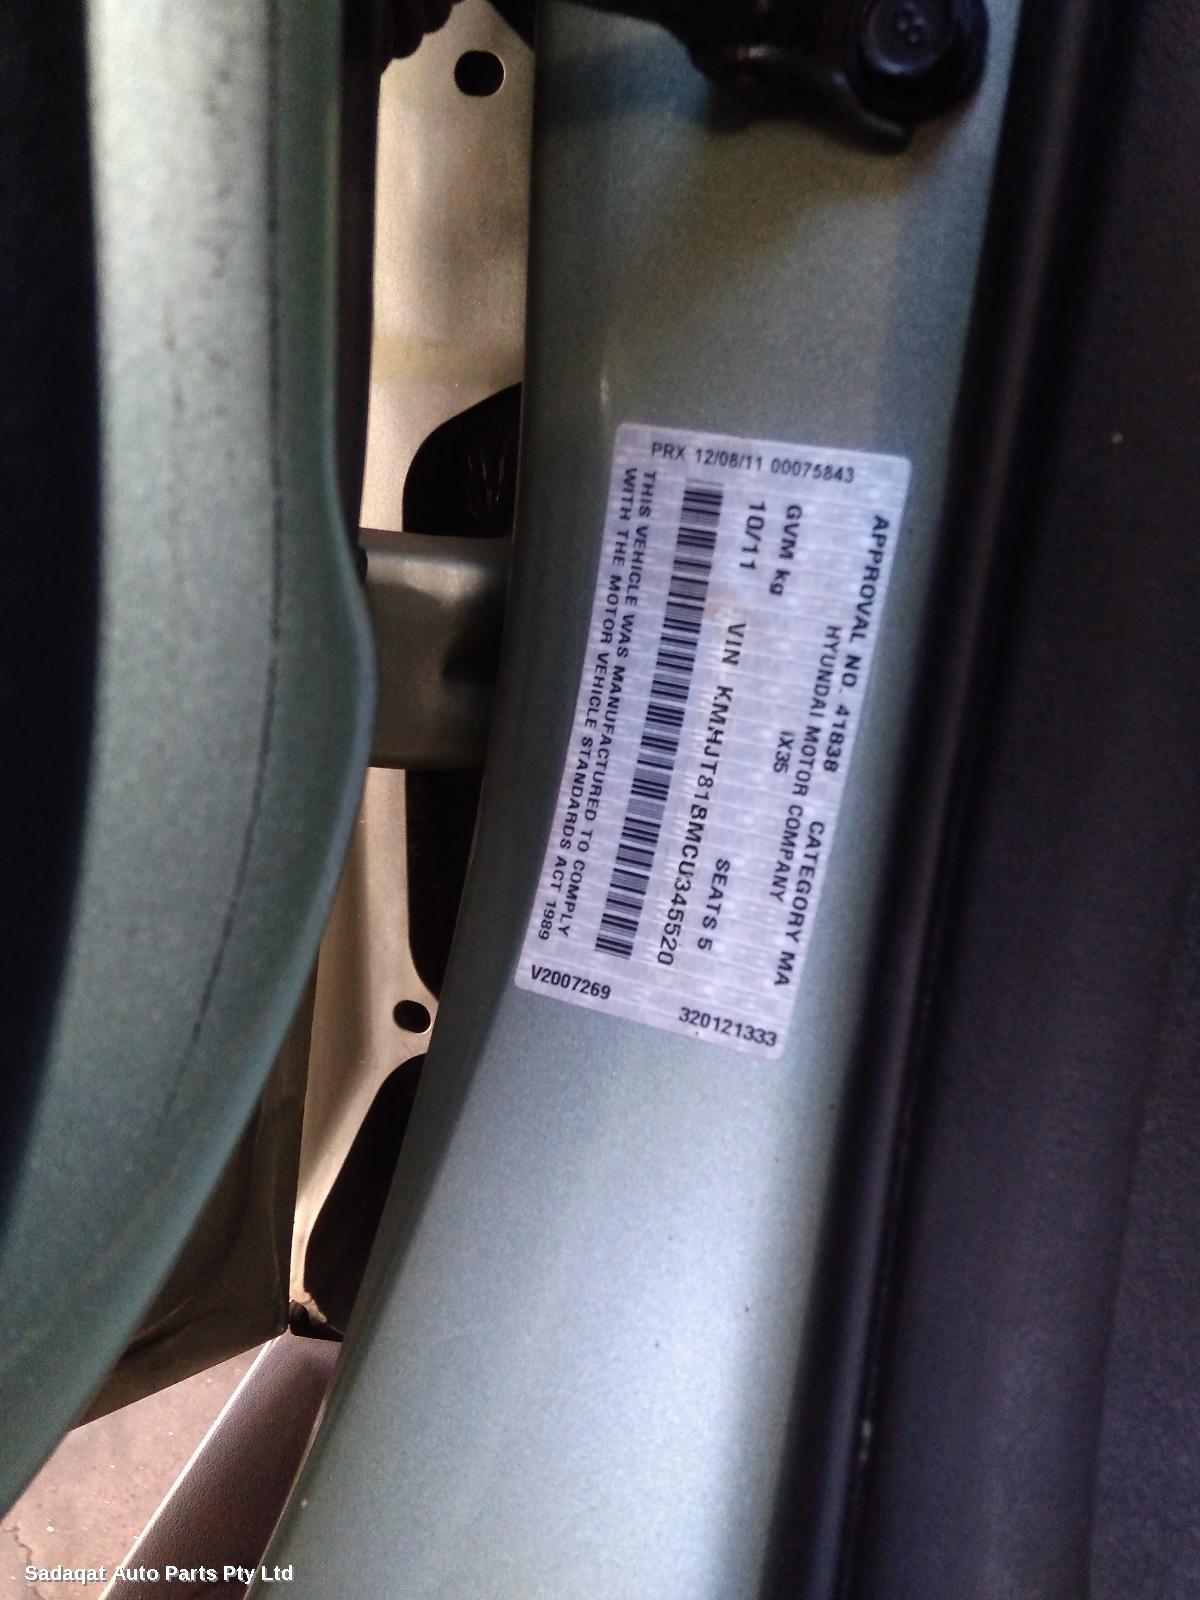 PRX 12/08/11 00075843
APPROVAL NO. 41838 CATEGORY MA
HYUNDAI MOTOR COMPANY
GVM kg iX35
10/11 SEATS 5
VIN KMHJT81BMCU345520
THIS VEHICLE WAS MANUFACTURED TO COMPLY
WITH THE MOTOR VEHICLE STANDARDS ACT 1989
V2007269 320121333
Sadaqat Auto Parts Pty Ltd